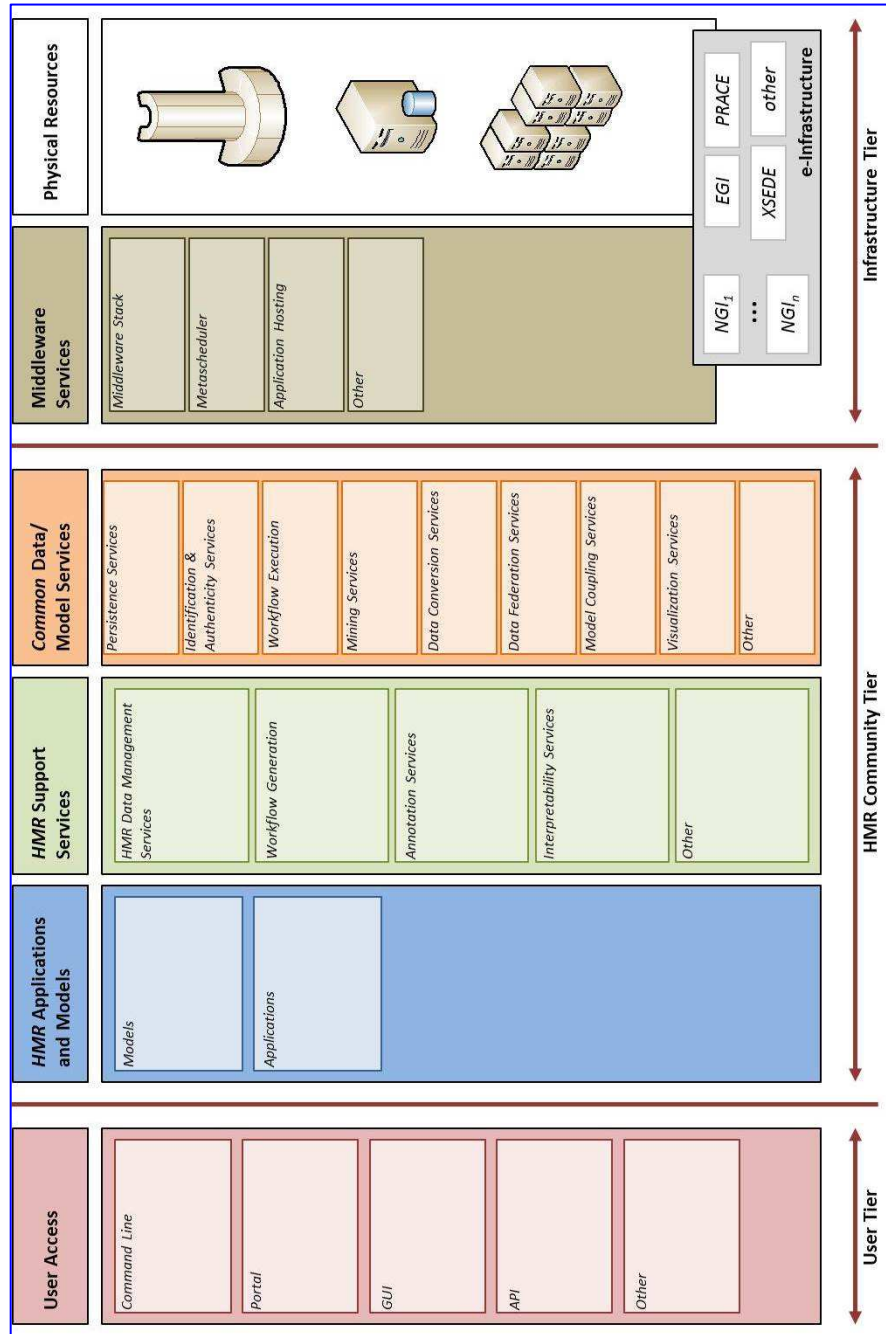 User Access
Command Line
Portal
GUI
API
Other
HMR Applications
and Models
Models
Applications
HMR Support
Services
HMR Data Management
Services
Workflow Generation
Annotation Services
Interpretability Services
Other
Common Data/
Model Services
Persistence Services
Identification &
Authenticity Services
Workflow Execution
Mining Services
Data Conversion Services
Data Federation Services
Model Coupling Services
Visualization Services
Other
Middleware
Services
Middleware Stack
Metascheduler
Application Hosting
Other
Physical Resources
NGI1
...
NGIn
EGI
PRACE
XSEDE
other
e-Infrastructure
User Tier
HMR Community Tier
Infrastructure Tier